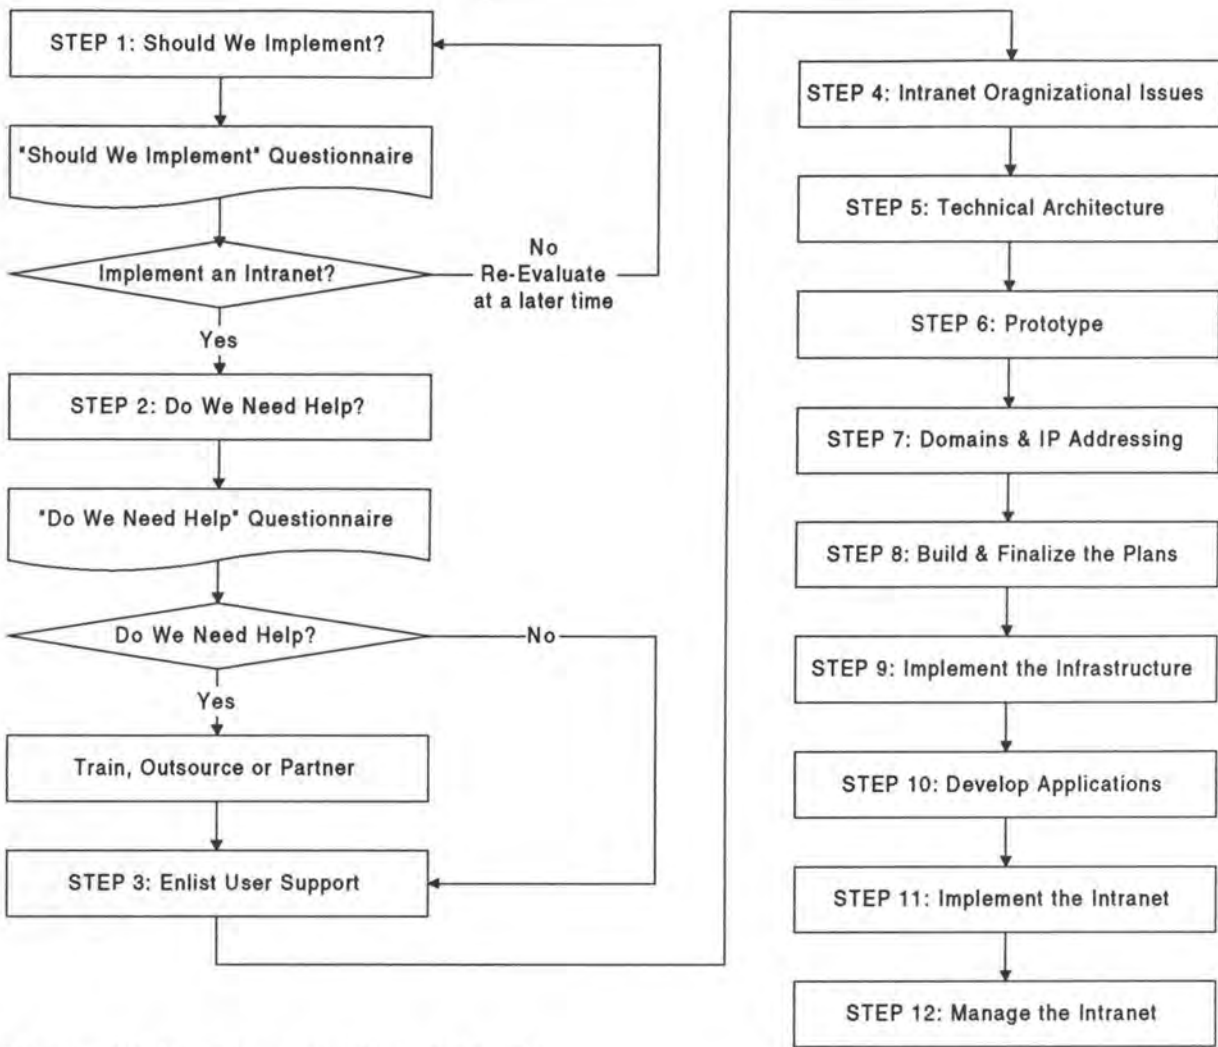 STEP 1: Should We Implement?
"Should We Implement" Questionnaire
Implement an Intranet?
No
Re-Evaluate
at a later time
Yes
STEP 2: Do We Need Help?
"Do We Need Help" Questionnaire
Do We Need Help?
No
Yes
Train, Outsource or Partner
STEP 3: Enlist User Support
STEP 4: Intranet Oragnizational Issues
STEP 5: Technical Architecture
STEP 6: Prototype
STEP 7: Domains & IP Addressing
STEP 8: Build & Finalize the Plans
STEP 9: Implement the Infrastructure
STEP 10: Develop Applications
STEP 11: Implement the Intranet
STEP 12: Manage the Intranet